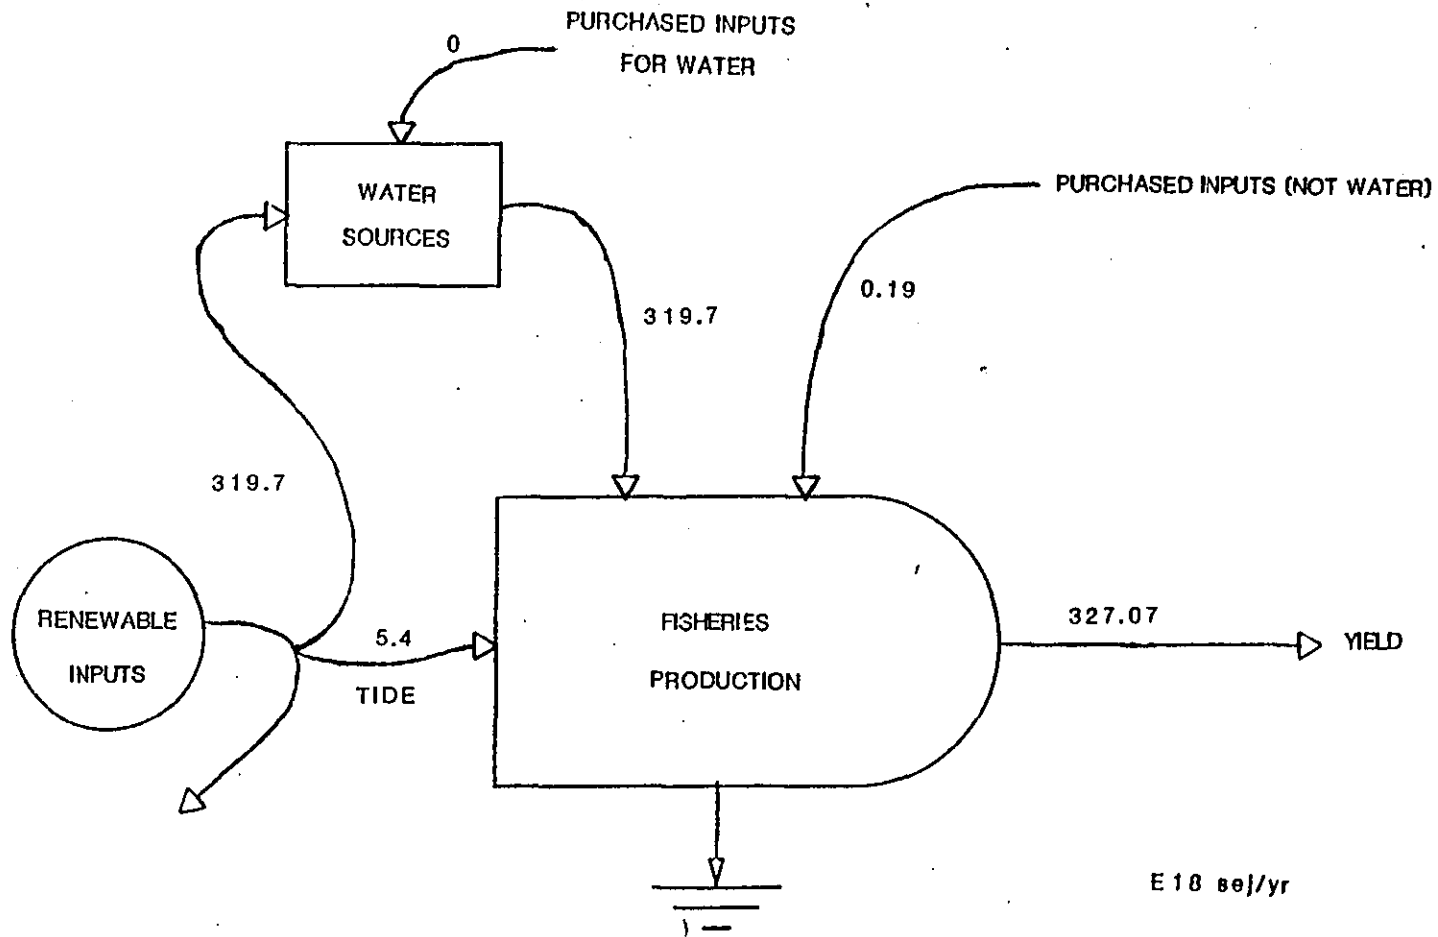 PURCHASED INPUTS
FOR WATER
0
WATER
SOURCES
PURCHASED INPUTS (NOT WATER)
0.19
319.7
319.7
RENEWABLE
INPUTS
5.4
TIDE
FISHERIES
PRODUCTION
327.07
YIELD
E18 sej/yr